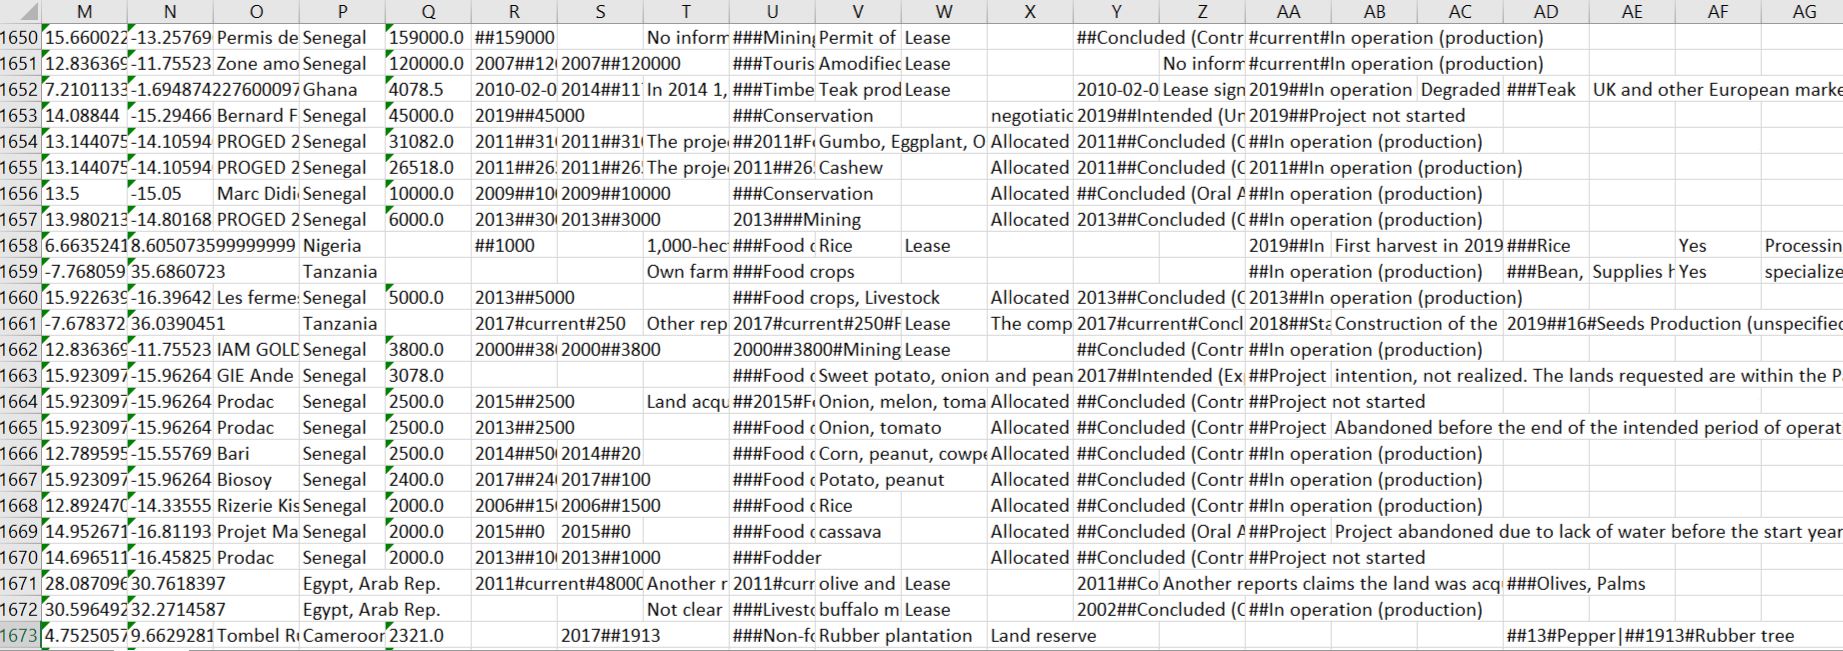 M N O P Q R S T U V W X Y Z AA AB AC AD AE AF AG
1650 15.660022 -13.25769 Permis de Senegal 159000.0 ##159000 No inform ###Mining Permit of Lease ##Concluded (Contr #current#In operation (production)
1651 12.836369 -11.75523 Zone amo Senegal 120000.0 2007##12 2007##120000 ###Touris Amodified Lease No inform #current#In operation (production)
1652 7.2101133 -1.694874227600097 Ghana 4078.5 2010-02-0 2014##11 In 2014 1, ###Timbe Teak prod Lease 2010-02-0 Lease sign 2019##In operation Degraded ###Teak UK and other European marke
1653 14.08844 -15.29466 Bernard F Senegal 45000.0 2019##45000 ###Conservation negotiatic 2019##Intended (Un 2019##Project not started
1654 13.144075 -14.10594 PROGED 2 Senegal 31082.0 2011##31 2011##31 The proje ##2011#F Gumbo, Eggplant, O Allocated 2011##Concluded (C ##In operation (production)
1655 13.144075 -14.10594 PROGED 2 Senegal 26518.0 2011##26 2011##26 The proje 2011##26 Cashew Allocated 2011##Concluded (C 2011##In operation (production)
1656 13.5 -15.05 Marc Didi Senegal 10000.0 2009##10 2009##10000 ###Conservation Allocated ##Concluded (Oral A ##In operation (production)
1657 13.980213 -14.80168 PROGED 2 Senegal 6000.0 2013##30 2013##3000 2013###Mining Allocated 2013##Concluded (C ##In operation (production)
1658 6.6635241 8.605073599999999 Nigeria ##1000 1,000-hec ###Food c Rice Lease 2019##In First harvest in 2019 ###Rice Yes Processin
1659 -7.768059 35.6860723 Tanzania Own farm ###Food crops ##In operation (production) ###Bean, Supplies h Yes specialize
1660 15.922639 -16.39642 Les ferme Senegal 5000.0 2013##5000 ###Food crops, Livestock Allocated 2013##Concluded (C 2013##In operation (production)
1661 -7.678372 36.0390451 Tanzania 2017#current#250 Other rep 2017#current#250#F Lease The comp 2017#current#Concl 2018##Sta Construction of the 2019##16#Seeds Production (unspecified
1662 12.836369 -11.75523 IAM GOLD Senegal 3800.0 2000##38 2000##3800 2000##3800#Mining Lease ##Concluded (Contr ##In operation (production)
1663 15.923097 -15.96264 GIE Ande Senegal 3078.0 ###Food c Sweet potato, onion and pean 2017##Intended (Ex ##Project intention, not realized. The lands requested are within the P
1664 15.923097 -15.96264 Prodac Senegal 2500.0 2015##2500 Land acqu ##2015#F Onion, melon, toma Allocated ##Concluded (Contr ##Project not started
1665 15.923097 -15.96264 Prodac Senegal 2500.0 2013##2500 ###Food c Onion, tomato Allocated ##Concluded (Contr ##Project Abandoned before the end of the intended period of operat
1666 12.789595 -15.55769 Bari Senegal 2500.0 2014##50 2014##20 ###Food c Corn, peanut, cowpe Allocated ##Concluded (Contr ##In operation (production)
1667 15.923097 -15.96264 Biosoy Senegal 2400.0 2017##24 2017##100 ###Food c Potato, peanut Allocated ##Concluded (Contr ##In operation (production)
1668 12.892470 -14.33555 Rizerie Kis Senegal 2000.0 2006##15 2006##1500 ###Food c Rice Allocated ##Concluded (Contr ##In operation (production)
1669 14.952671 -16.81193 Projet Ma Senegal 2000.0 2015##0 2015##0 ###Food c cassava Allocated ##Concluded (Oral A ##Project Project abandoned due to lack of water before the start year
1670 14.696511 -16.45825 Prodac Senegal 2000.0 2013##10 2013##1000 ###Fodder Allocated ##Concluded (Contr ##Project not started
1671 28.087096 30.7618397 Egypt, Arab Rep. 2011#current#48000 Another r 2011#curr olive and Lease 2011##Co Another reports claims the land was acq ###Olives, Palms
1672 30.596492 32.2714587 Egypt, Arab Rep. Not clear ###Livesto buffalo m Lease 2002##Concluded (C ##In operation (production)
1673 4.7525057 9.6629281 Tombel Ru Cameroon 2321.0 2017##1913 ###Non-fo Rubber plantation Land reserve ##13#Pepper|##1913#Rubber tree